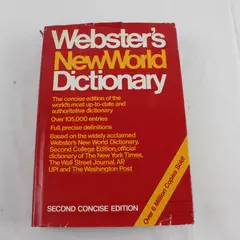 Webster's
NewWorld
Dictionary
The concise edition of the
world's most up-to-date and
authoritative dictionary
Over 105,000 entries
Full, precise definitions
Based on the widely acclaimed
Webster's New World Dictionary,
Second College Edition, official
dictionary of The New York Times,
The Wall Street Journal, AP,
UPI and The Washington Post
SECOND CONCISE EDITION
Over 6 Million Copies Sold!